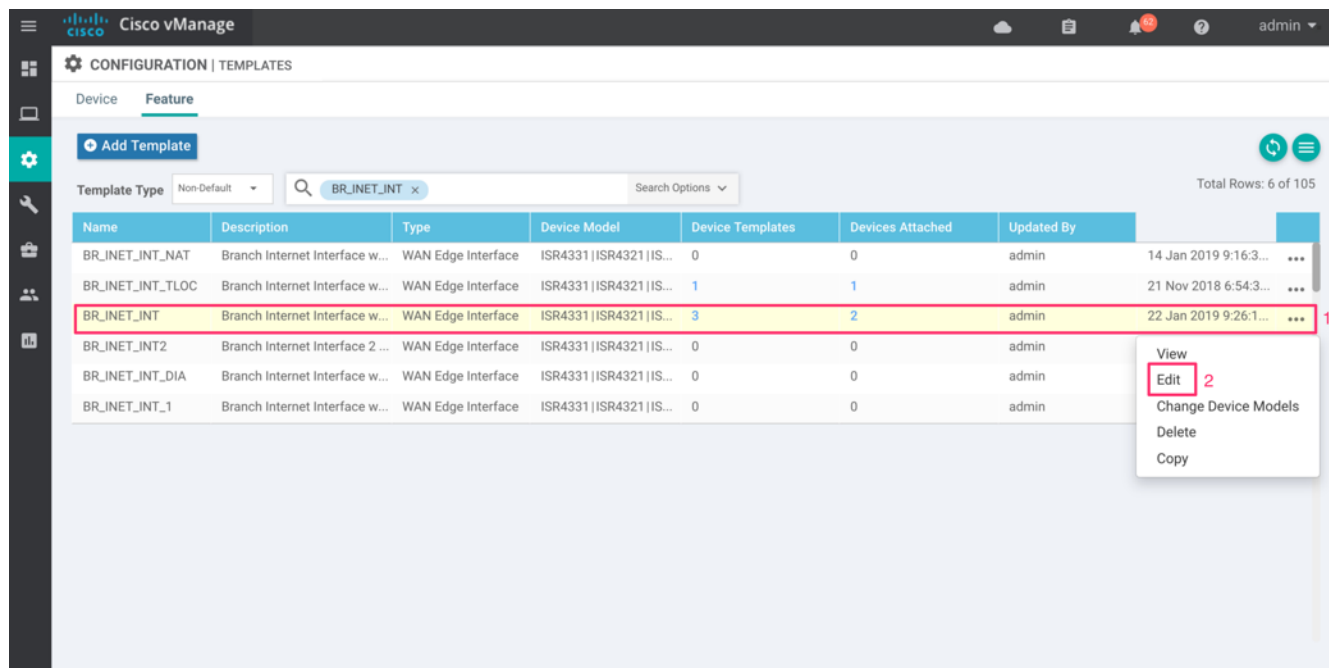 cisco Cisco vManage 62 admin
CONFIGURATION | TEMPLATES
Device Feature
Add Template
Template Type Non-Default BR_INET_INT × Search Options Total Rows: 6 of 105
Name Description Type Device Model Device Templates Devices Attached Updated By
BR_INET_INT_NAT Branch Internet Interface w... WAN Edge Interface ISR4331|ISR4321|IS... 0 0 admin 14 Jan 2019 9:16:3... ...
BR_INET_INT_TLOC Branch Internet Interface w... WAN Edge Interface ISR4331|ISR4321|IS... 1 1 admin 21 Nov 2018 6:54:3... ...
BR_INET_INT Branch Internet Interface w... WAN Edge Interface ISR4331|ISR4321|IS... 3 2 admin 22 Jan 2019 9:26:1... ... 1
BR_INET_INT2 Branch Internet Interface 2 ... WAN Edge Interface ISR4331|ISR4321|IS... 0 0 admin
BR_INET_INT_DIA Branch Internet Interface w... WAN Edge Interface ISR4331|ISR4321|IS... 0 0 admin
BR_INET_INT_1 Branch Internet Interface w... WAN Edge Interface ISR4331|ISR4321|IS... 0 0 admin
View
Edit 2
Change Device Models
Delete
Copy